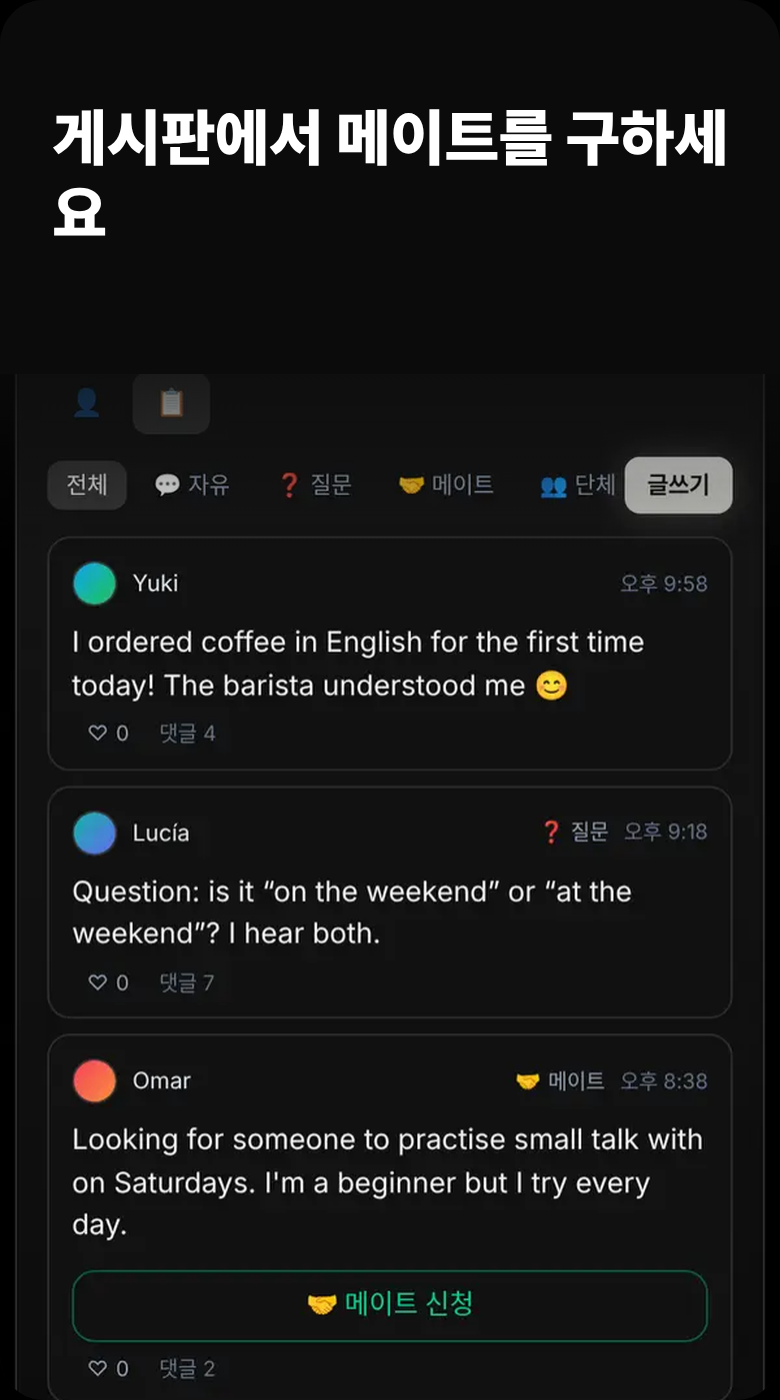 게시판에서 메이트를 구하세
요
전체 💬 자유 ❓ 질문 🤝 메이트 👥 단체 글쓰기
Yuki 오후 9:58
I ordered coffee in English for the first time
today! The barista understood me 😊
♡ 0 댓글 4
Lucía ❓ 질문 오후 9:18
Question: is it “on the weekend” or “at the
weekend”? I hear both.
♡ 0 댓글 7
Omar 🤝 메이트 오후 8:38
Looking for someone to practise small talk with
on Saturdays. I'm a beginner but I try every
day.
🤝 메이트 신청
♡ 0 댓글 2